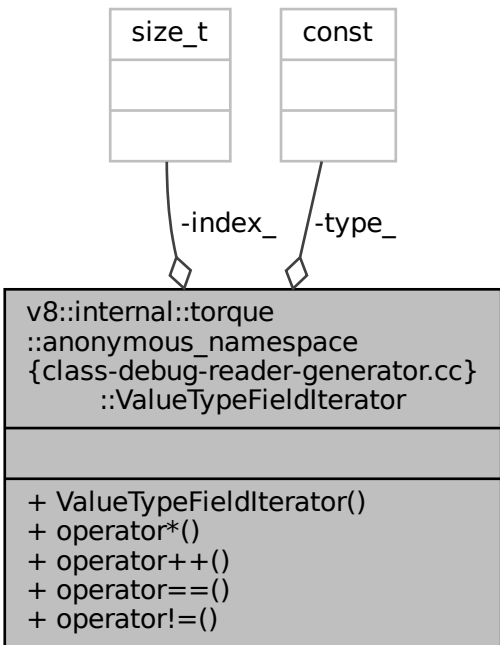 size_t
const
-index_
-type_
v8::internal::torque
::anonymous_namespace
{class-debug-reader-generator.cc}
::ValueTypeFieldIterator
+ ValueTypeFieldIterator()
+ operator*()
+ operator++()
+ operator==()
+ operator!=()